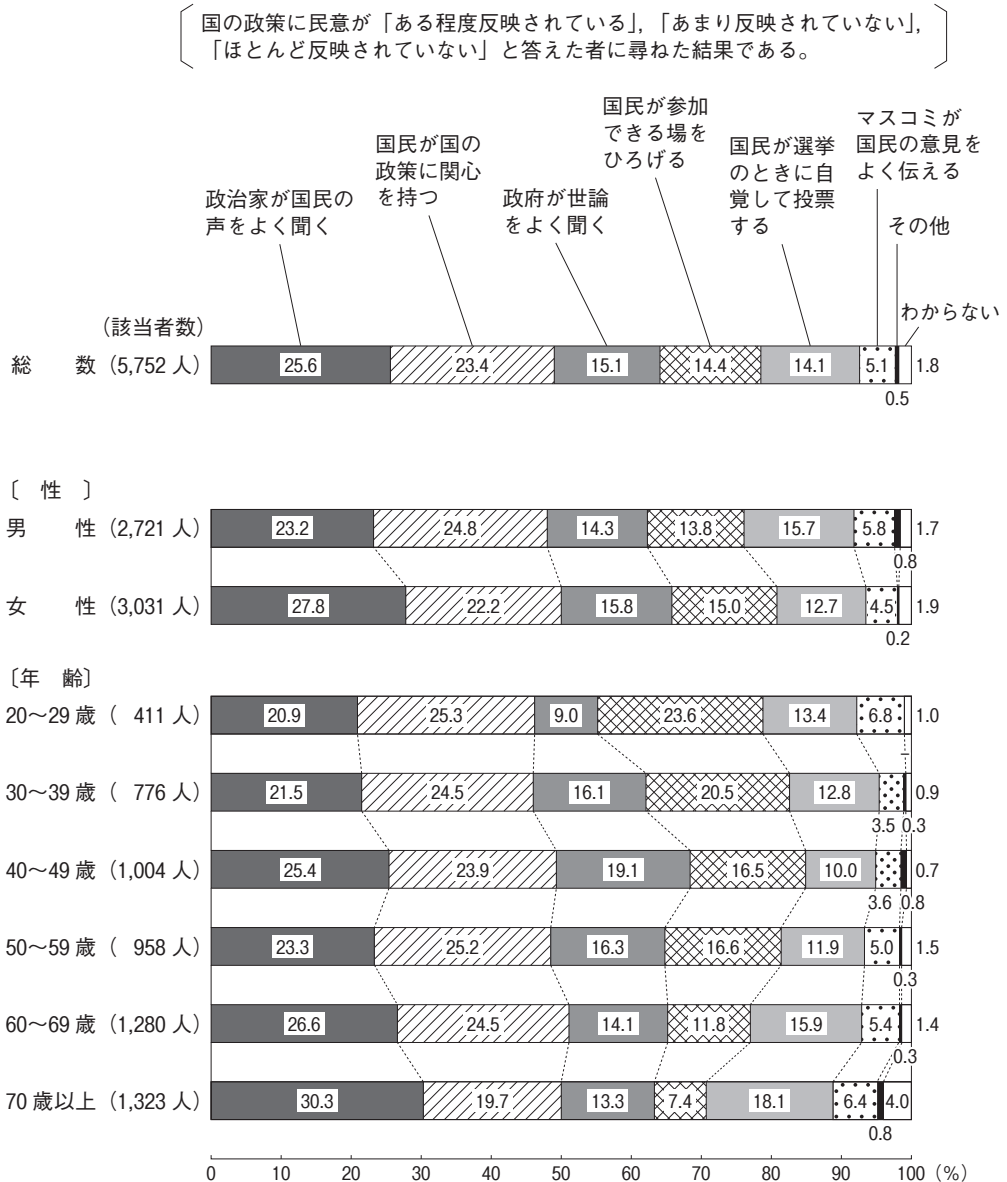 国の政策に民意が「ある程度反映されている」，「あまり反映されていない」，
「ほとんど反映されていない」と答えた者に尋ねた結果である。
政治家が国民の
声をよく聞く
国民が国の
政策に関心
を持つ
政府が世論
をよく聞く
国民が参加
できる場を
ひろげる
国民が選挙
のときに自
覚して投票
する
マスコミが
国民の意見を
よく伝える
その他
わからない
（該当者数）
総　数（5,752 人） 25.6 23.4 15.1 14.4 14.1 5.1 1.8
0.5
〔　性　〕
男　性（2,721 人） 23.2 24.8 14.3 13.8 15.7 5.8 1.7
0.8
女　性（3,031 人） 27.8 22.2 15.8 15.0 12.7 4.5 1.9
0.2
〔年　齢〕
20～29 歳（ 411 人） 20.9 25.3 9.0 23.6 13.4 6.8 1.0
−
30～39 歳（ 776 人） 21.5 24.5 16.1 20.5 12.8 0.9
3.5 0.3
40～49 歳（1,004 人） 25.4 23.9 19.1 16.5 10.0 0.7
3.6 0.8
50～59 歳（ 958 人） 23.3 25.2 16.3 16.6 11.9 5.0 1.5
0.3
60～69 歳（1,280 人） 26.6 24.5 14.1 11.8 15.9 5.4 1.4
0.3
70 歳以上（1,323 人） 30.3 19.7 13.3 7.4 18.1 6.4 4.0
0.8
0 10 20 30 40 50 60 70 80 90 100（%）